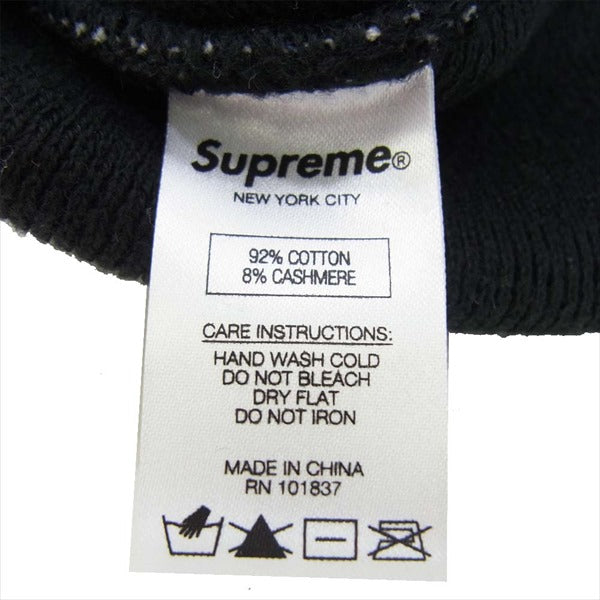 Supreme®
NEW YORK CITY
92% COTTON
8% CASHMERE
CARE INSTRUCTIONS:
HAND WASH COLD
DO NOT BLEACH
DRY FLAT
DO NOT IRON
MADE IN CHINA
RN 101837